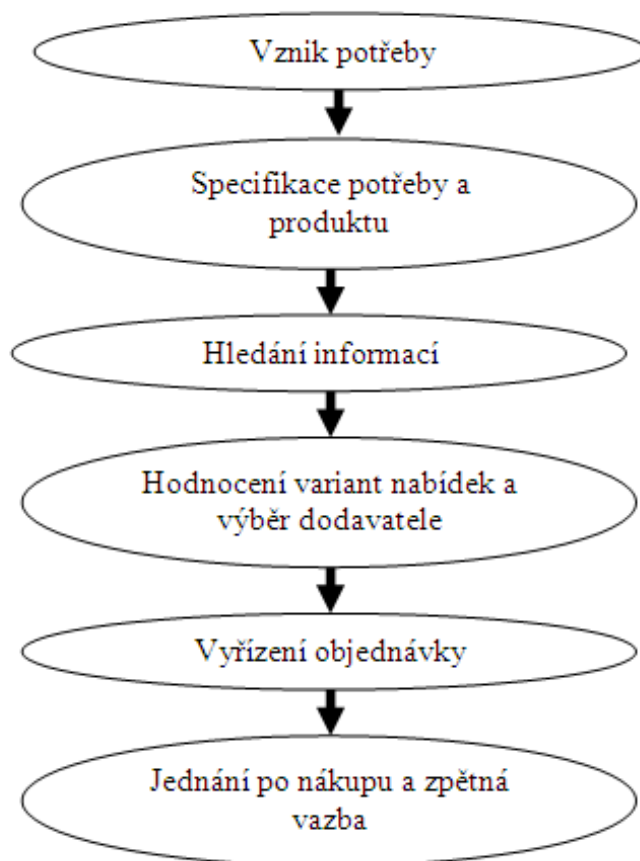 Vznik potřeby
Specifikace potřeby a
produktu
Hledání informací
Hodnocení variant nabídek a
výběr dodavatele
Vyřízení objednávky
Jednání po nákupu a zpětná
vazba